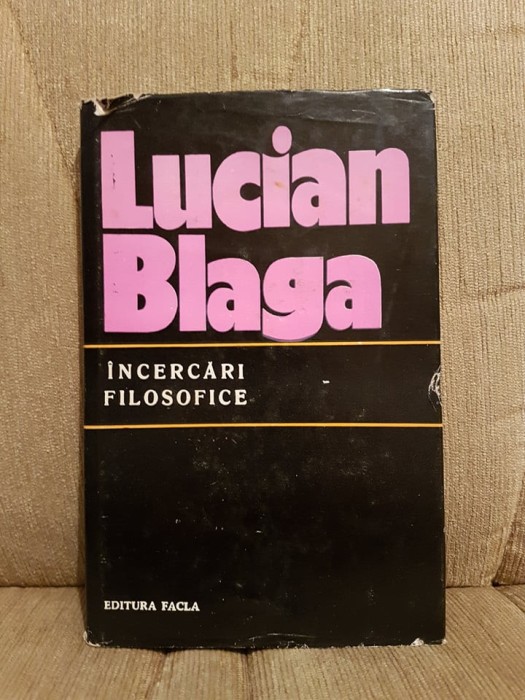 Lucian
Blaga
ÎNCERCĂRI
FILOSOFICE
EDITURA FACLA